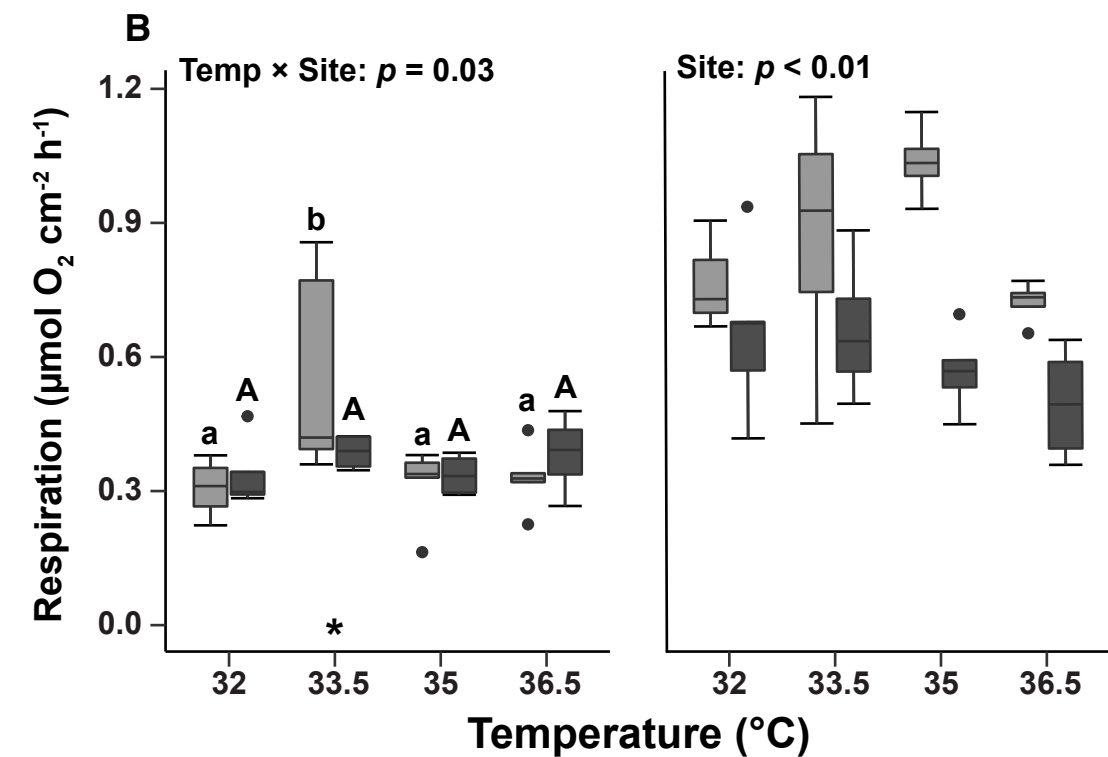 B
Temp × Site: p = 0.03
Site: p < 0.01
Respiration (µmol O₂ cm⁻² h⁻¹)
1.2
0.9
0.6
0.3
0.0
b
a
A
A
a
A
a
A
*
32
33.5
35
36.5
32
33.5
35
36.5
Temperature (°C)